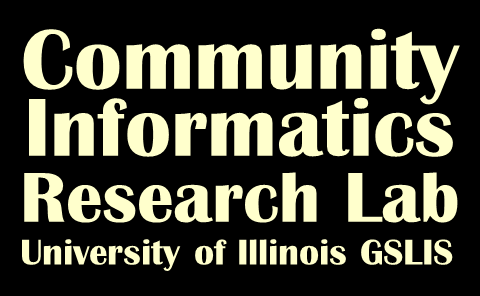 Community
Informatics
Research Lab
University of Illinois GSLIS